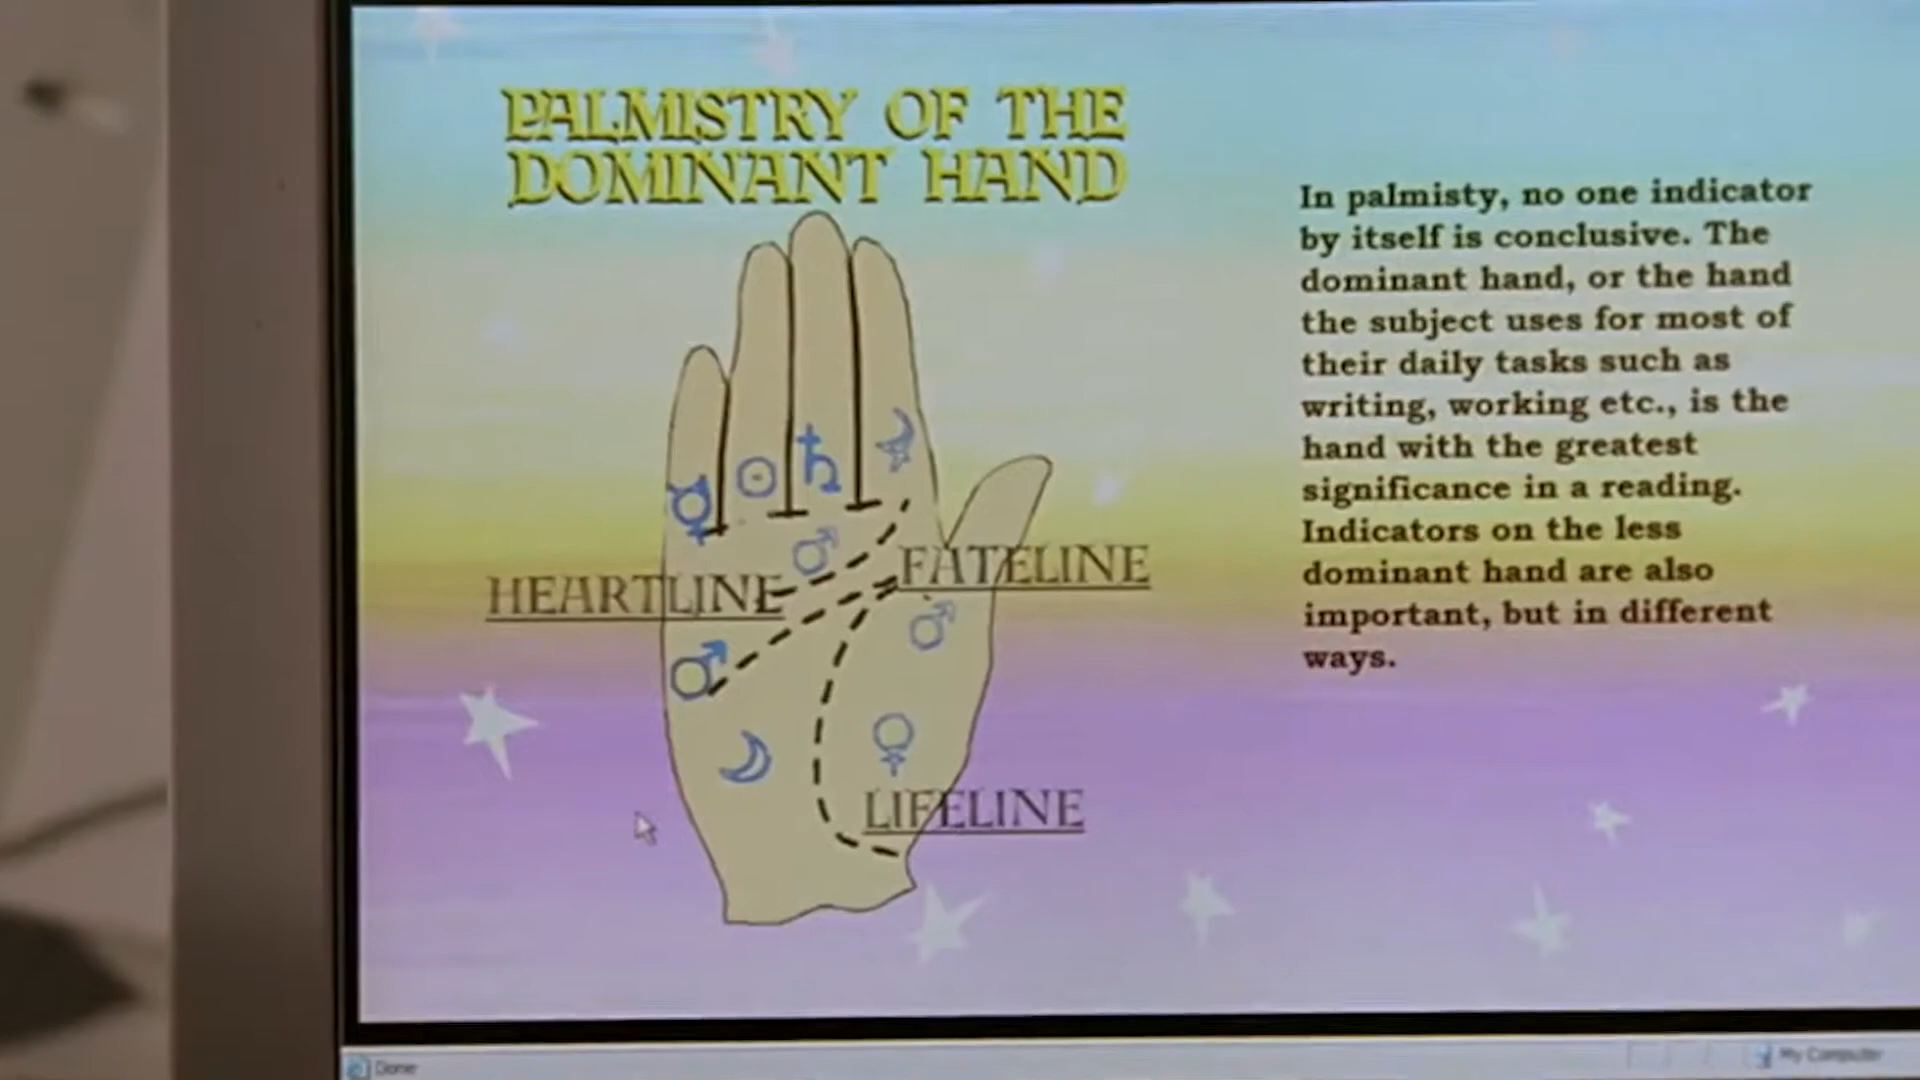 PALMISTRY OF THE
DOMINANT HAND
HEARTLINE
FATELINE
LIFELINE
In palmisty, no one indicator
by itself is conclusive. The
dominant hand, or the hand
the subject uses for most of
their daily tasks such as
writing, working etc., is the
hand with the greatest
significance in a reading.
Indicators on the less
dominant hand are also
important, but in different
ways.
Done
My Computer